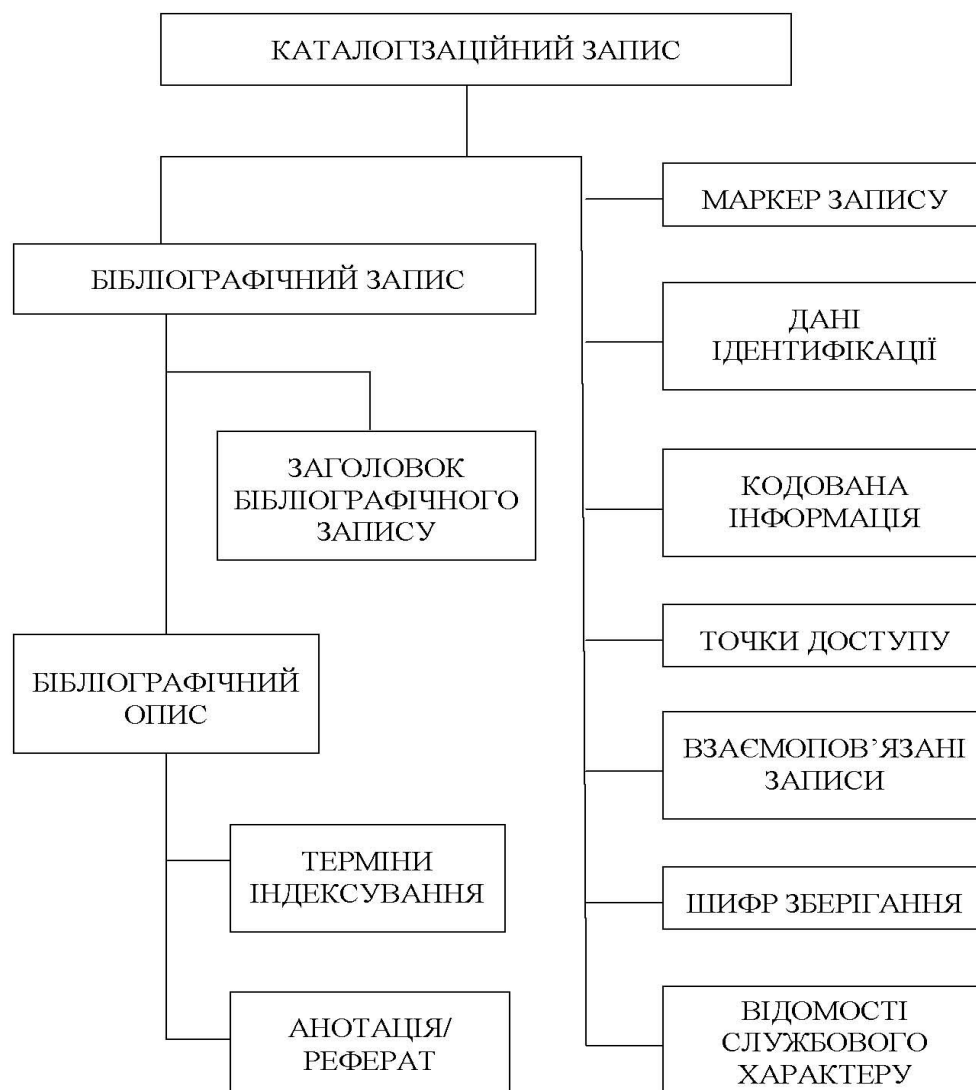 КАТАЛОГІЗАЦІЙНИЙ ЗАПИС
БІБЛІОГРАФІЧНИЙ ЗАПИС
ЗАГОЛОВОК
БІБЛІОГРАФІЧНОГО
ЗАПИСУ
БІБЛІОГРАФІЧНИЙ
ОПИС
ТЕРМІНИ
ІНДЕКСУВАННЯ
АНОТАЦІЯ/
РЕФЕРАТ
МАРКЕР ЗАПИСУ
ДАНІ
ІДЕНТИФІКАЦІЇ
КОДОВАНА
ІНФОРМАЦІЯ
ТОЧКИ ДОСТУПУ
ВЗАЄМОПОВ’ЯЗАНІ
ЗАПИСИ
ШИФР ЗБЕРІГАННЯ
ВІДОМОСТІ
СЛУЖБОВОГО
ХАРАКТЕРУ